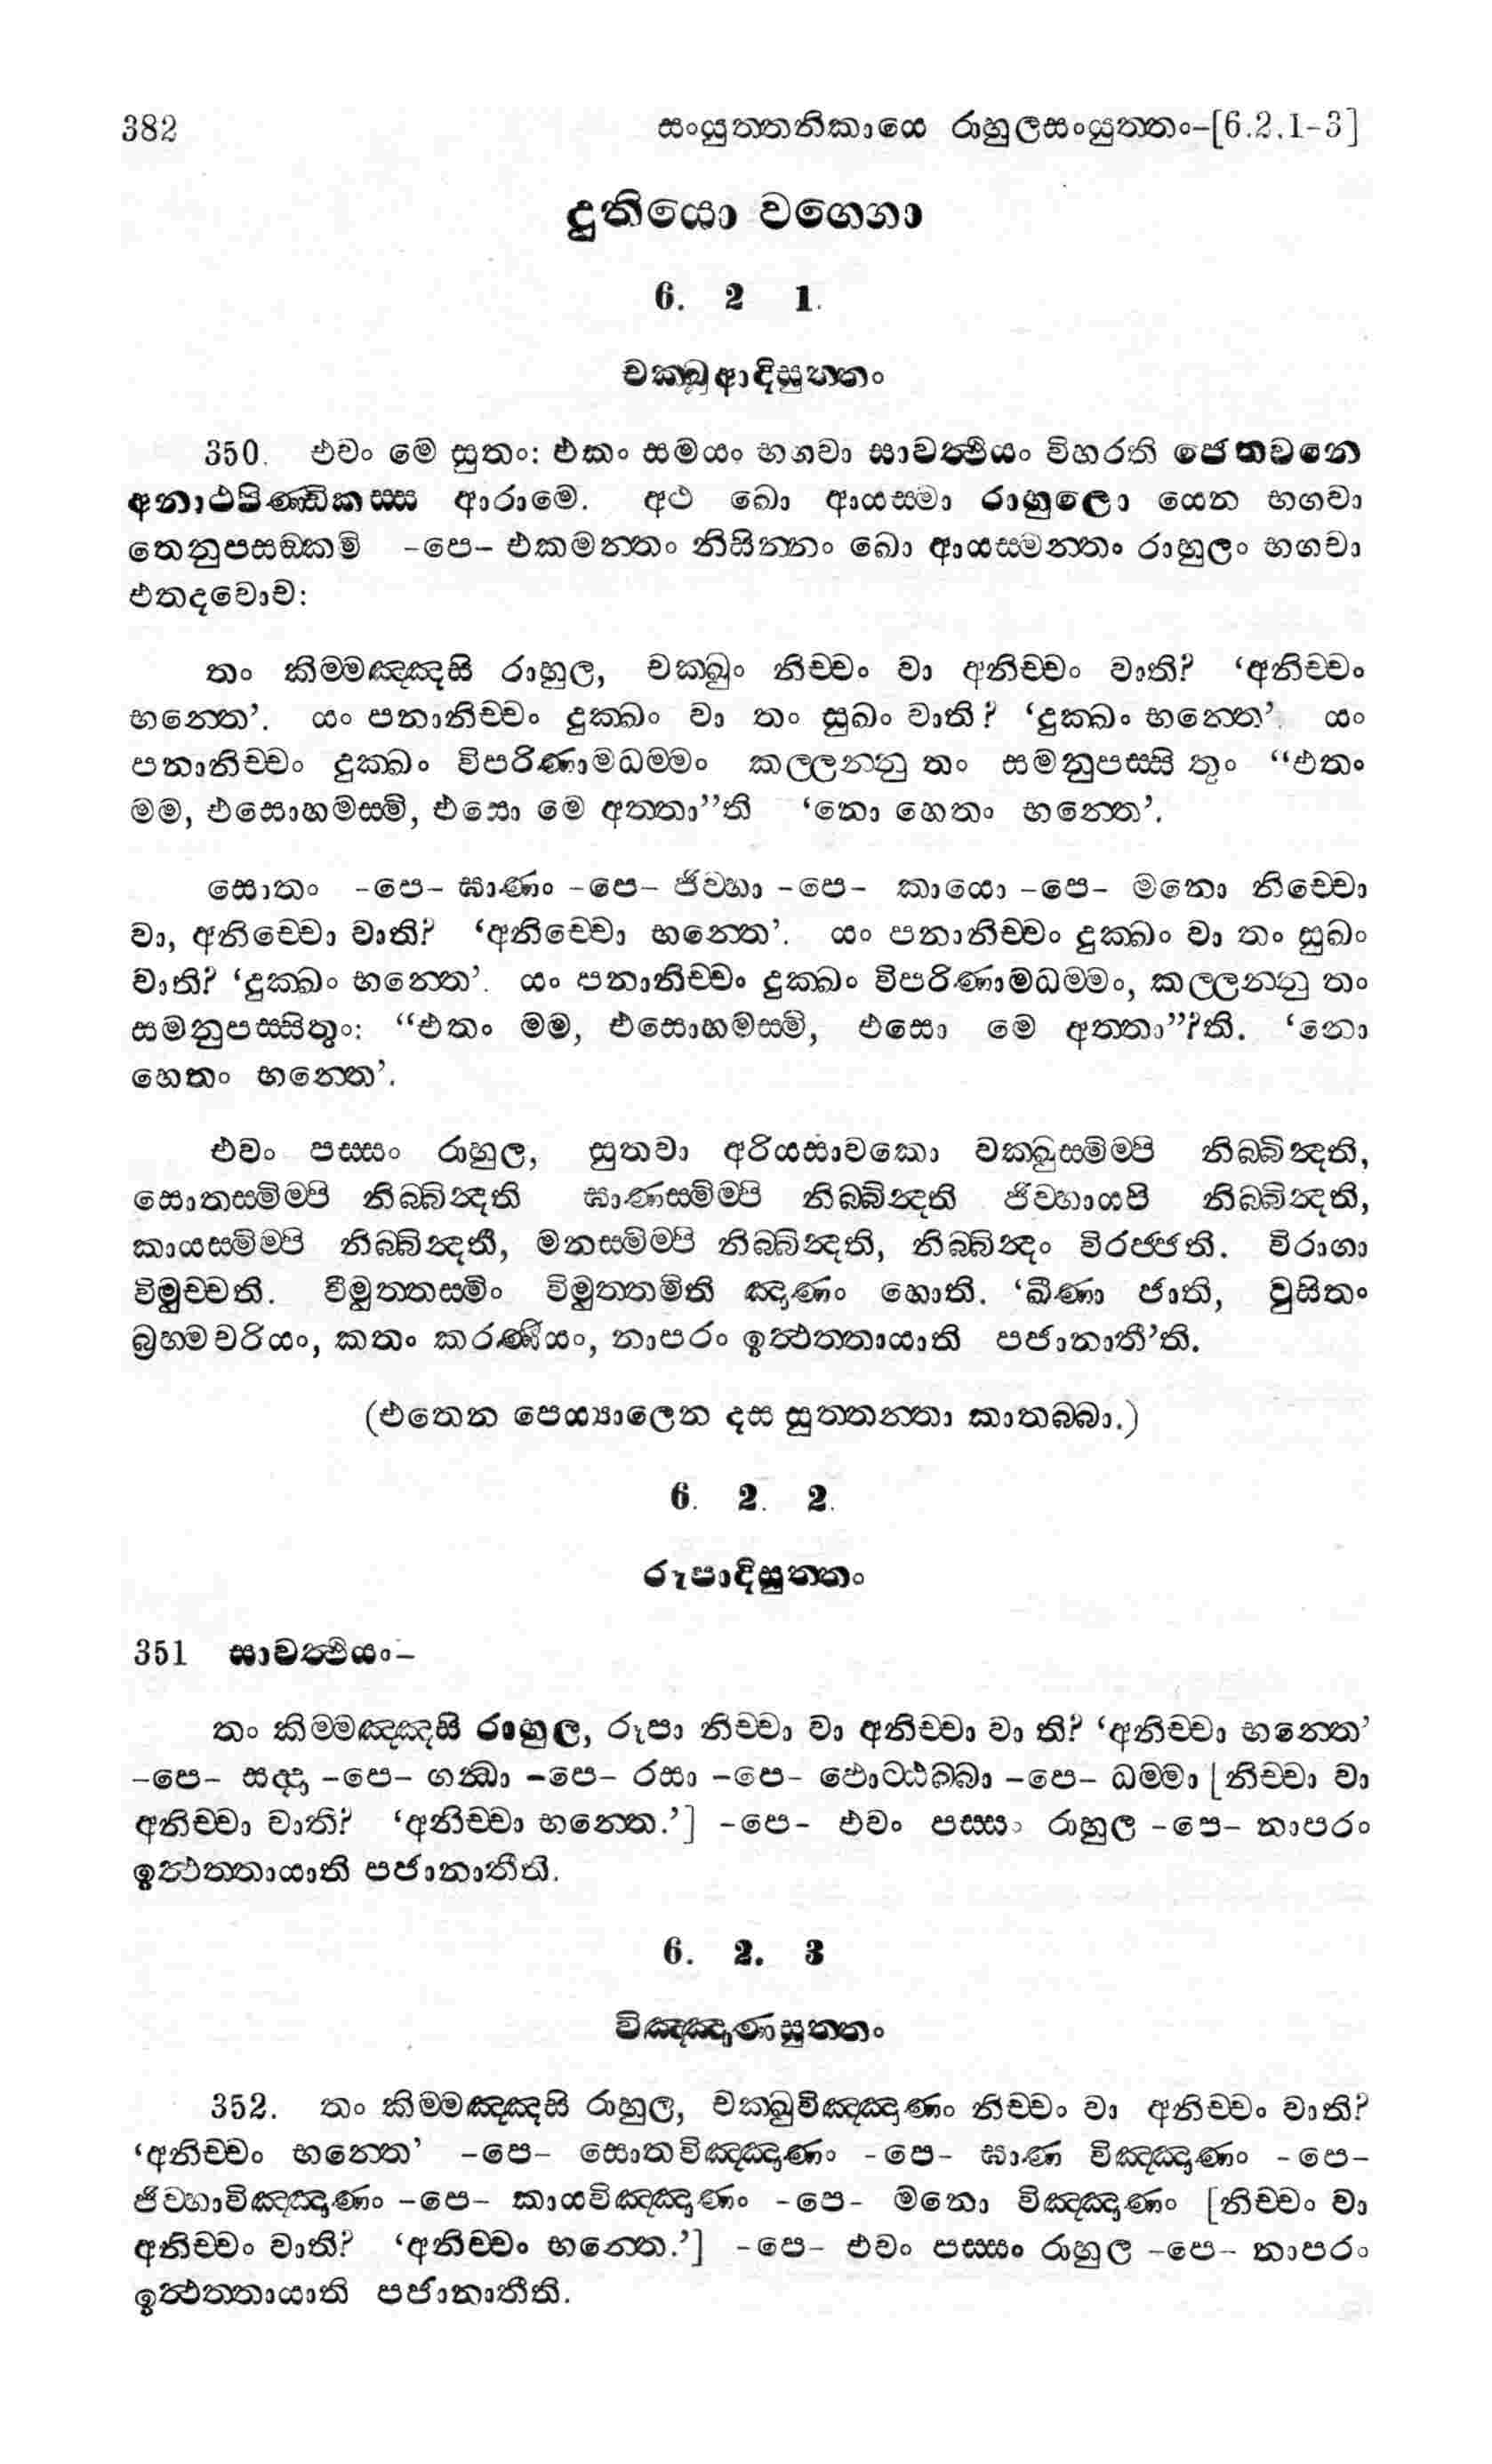 382 සංයුත්තනිකායෙ රාහුලසංයුත්තං-[6.2.1-3]
දුතියො වග්ගො
6. 2 1.
චක්ඛුආදිසුත්තං
350. එවං මෙ සුතං: එකං සමයං භගවා සාවත්ථියං විහරති ජෙතවනෙ
අනාථපිණ්ඩිකස්ස ආරාමෙ. අථ ඛො ආයස්මා රාහුලො යෙන භගවා
තෙනුපසඞ්කමි -පෙ- එකමන්තං නිසින්නං ඛො ආයස්මන්තං රාහුලං භගවා
එතදවොච:
තං කිම්මඤ්ඤසි රාහුල, චක්ඛුං නිච්චං වා අනිච්චං වාති? ‘අනිච්චං
භන්තෙ’. යං පනානිච්චං දුක්ඛං වා තං සුඛං වාති? ‘දුක්ඛං භන්තෙ’. යං
පනානිච්චං දුක්ඛං විපරිණාමධම්මං කල්ලන්නු තං සමනුපස්සි තුං “එතං
මම, එසොහමස්මි, එසො මෙ අත්තා”ති ‘නො හෙතං භන්තෙ’.
සොතං -පෙ- ඝාණං -පෙ- ජිව්හා -පෙ- කායො -පෙ- මනො නිච්චො
වා, අනිච්චො වාති? ‘අනිච්චො භන්තෙ’. යං පනානිච්චං දුක්ඛං වා තං සුඛං
වාති? ‘දුක්ඛං භන්තෙ’. යං පනානිච්චං දුක්ඛං විපරිණාමධම්මං, කල්ලන්නු තං
සමනුපස්සිතුං: “එතං මම, එසොහමස්මි, එසො මෙ අත්තා”?ති. ‘නො
හෙතං භන්තෙ’.
එවං පස්සං රාහුල, සුතවා අරියසාවකො චක්ඛුස්මිම්පි නිබ්බින්දති,
සොතස්මිම්පි නිබ්බින්දති ඝාණස්මිම්පි නිබ්බින්දති ජිව්හායපි නිබ්බින්දති,
කායස්මිම්පි නිබ්බින්දතී, මනස්මිම්පි නිබ්බින්දති, නිබ්බින්දං විරජ්ජති. විරාගා
විමුච්චති. වීමුත්තස්මිං විමුත්තමිති ඤාණං හොති. ‘ඛීණා ජාති, වුසිතං
බ්‍රහ්මචරියං, කතං කරණීයං, නාපරං ඉත්ථත්තායාති පජානාතී’ති.
(එතෙන පෙය්‍යාලෙන දස සුත්තන්තා කාතබ්බා.)
6. 2. 2.
රූපාදිසුත්තං
351 සාවත්ථියං-
තං කිම්මඤ්ඤසි රාහුල, රූපා නිච්චා වා අනිච්චා වා ති? ‘අනිච්චා භන්තෙ’
-පෙ- සද්දා -පෙ- ගන්ධා -පෙ- රසා -පෙ- ඵොට්ඨබ්බා -පෙ- ධම්මා [නිච්චා වා
අනිච්චා වාති? ‘අනිච්චා භන්තෙ.’] -පෙ- එවං පස්සං රාහුල -පෙ- නාපරං
ඉත්ථත්තායාති පජානාතීති.
6. 2. 3
විඤ්ඤාණසුත්තං
352. තං කිම්මඤ්ඤසි රාහුල, චක්ඛුවිඤ්ඤාණං නිච්චං වා අනිච්චං වාති?
‘අනිච්චං භන්තෙ’ -පෙ- සොතවිඤ්ඤාණං -පෙ- ඝාණ විඤ්ඤාණං -පෙ-
ජිව්හාවිඤ්ඤාණං -පෙ- කායවිඤ්ඤාණං -පෙ- මනො විඤ්ඤාණං [නිච්චං වා
අනිච්චං වාති? ‘අනිච්චං භන්තෙ.’] -පෙ- එවං පස්සං රාහුල -පෙ- නාපරං
ඉත්ථත්තායාති පජානාතීති.